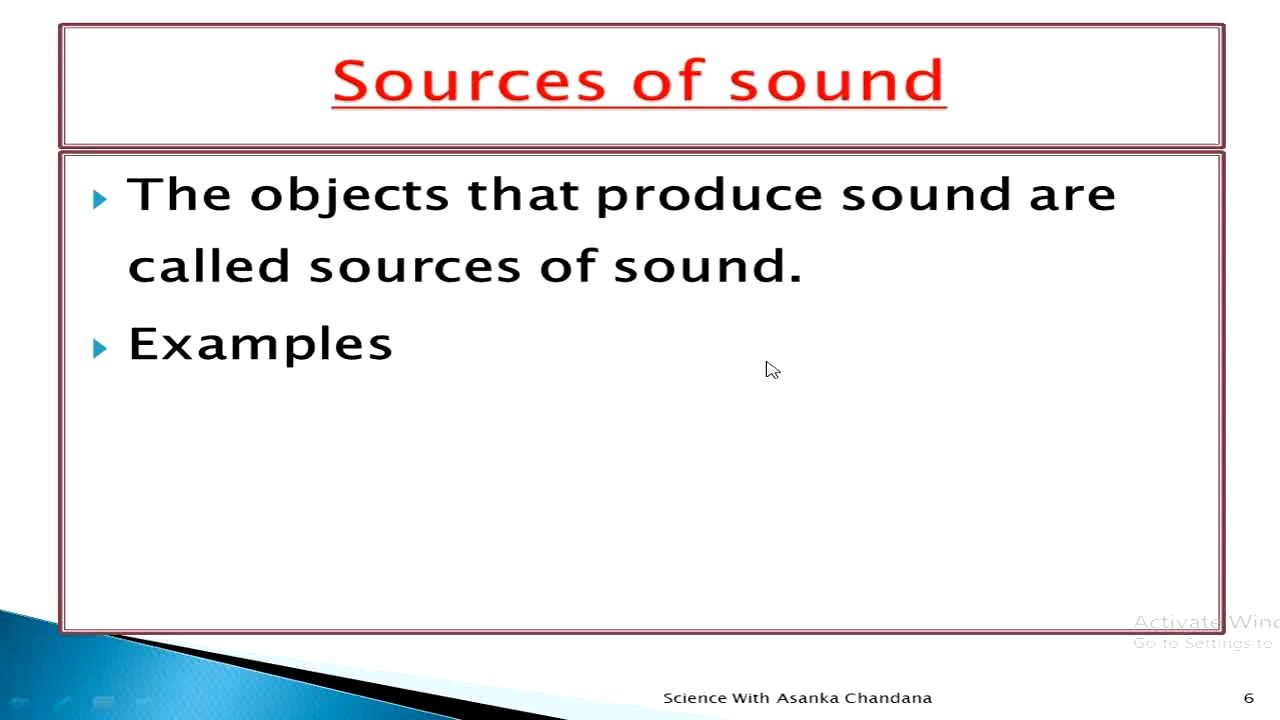 Sources of sound
The objects that produce sound are
called sources of sound.
Examples
Activate Wind
Go to Settings to
Science With Asanka Chandana
6